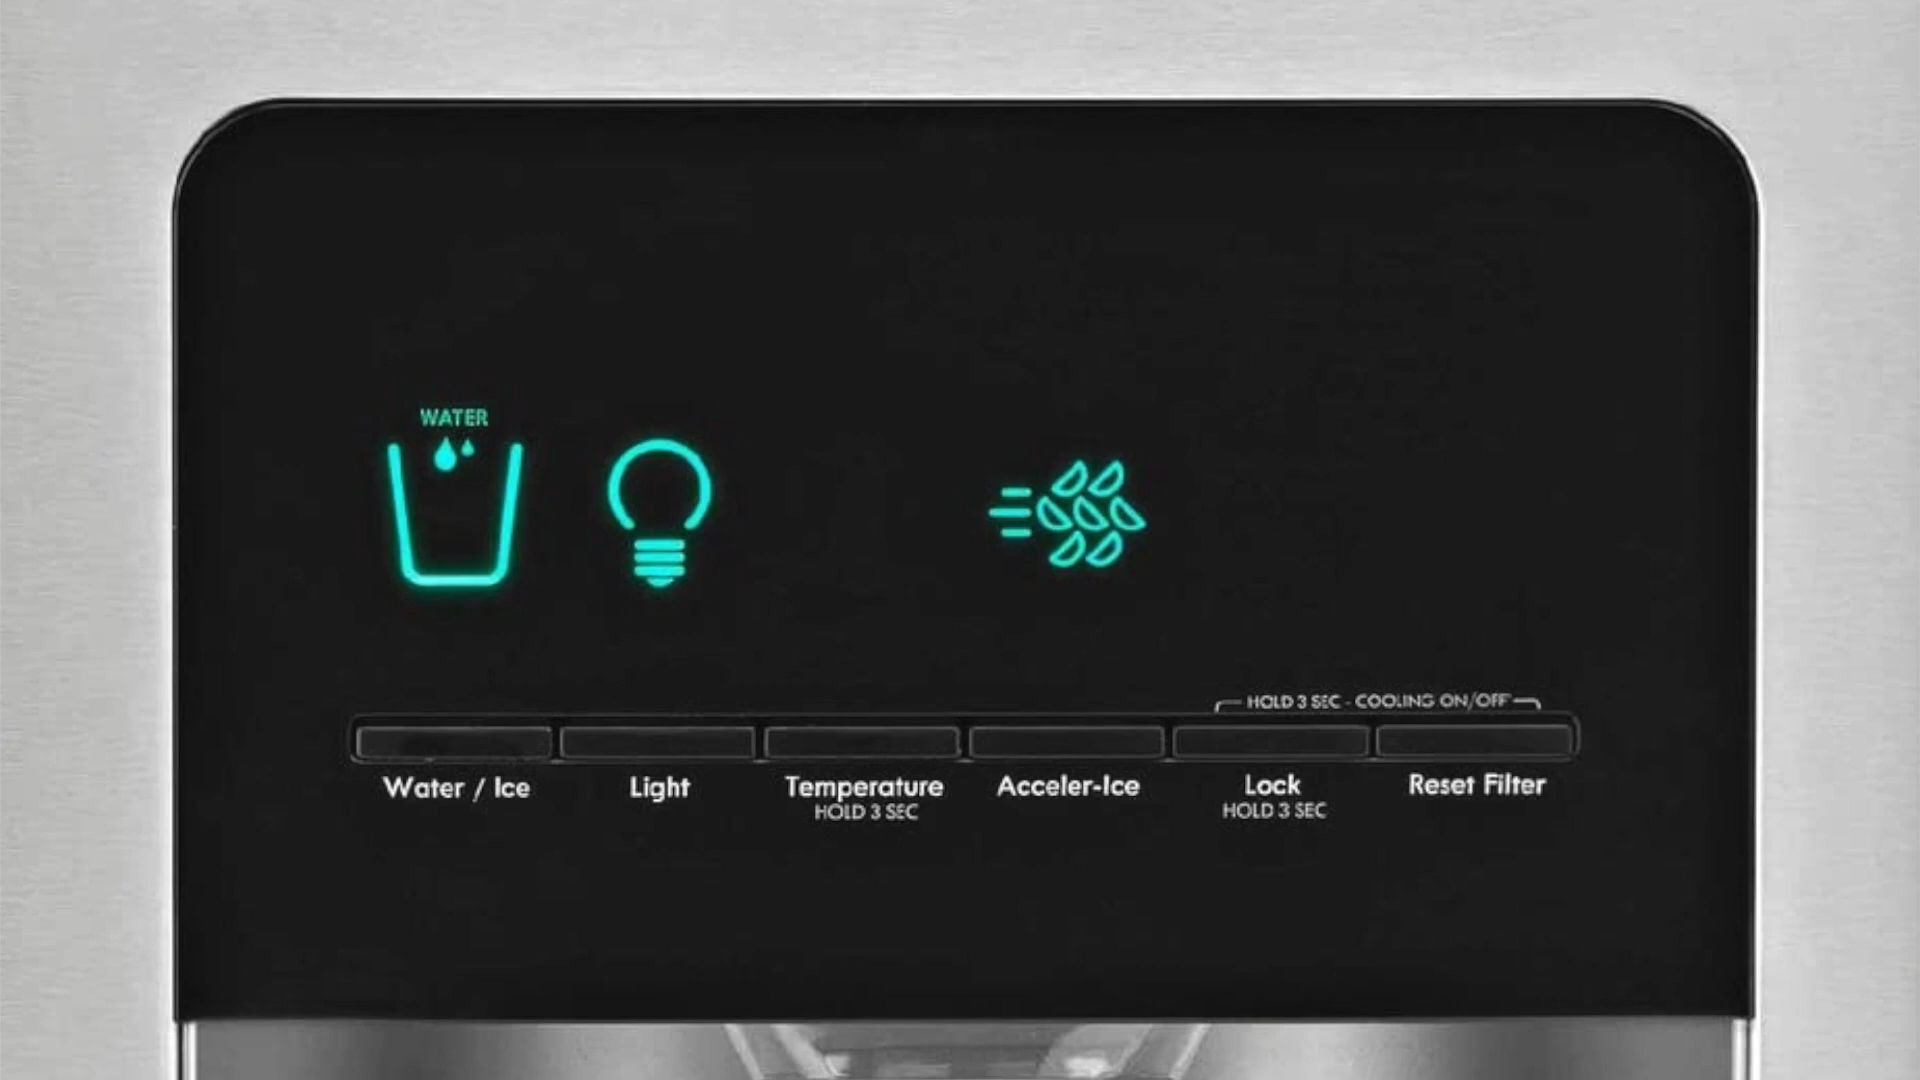 WATER
HOLD 3 SEC - COOLING ON/OFF
Water / Ice
Light
Temperature
HOLD 3 SEC
Acceler-Ice
Lock
HOLD 3 SEC
Reset Filter